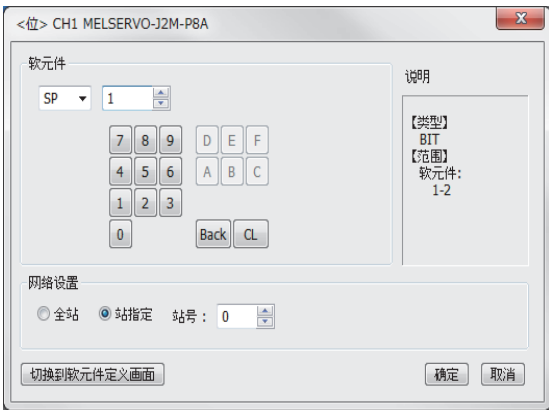 <位> CH1 MELSERVO-J2M-P8A
软元件
SP 1
7 8 9 D E F
4 5 6 A B C
1 2 3
0 Back CL
说明
【类型】
BIT
【范围】
软元件:
1-2
网络设置
全站 站指定 站号: 0
切换到软元件定义画面 确定 取消